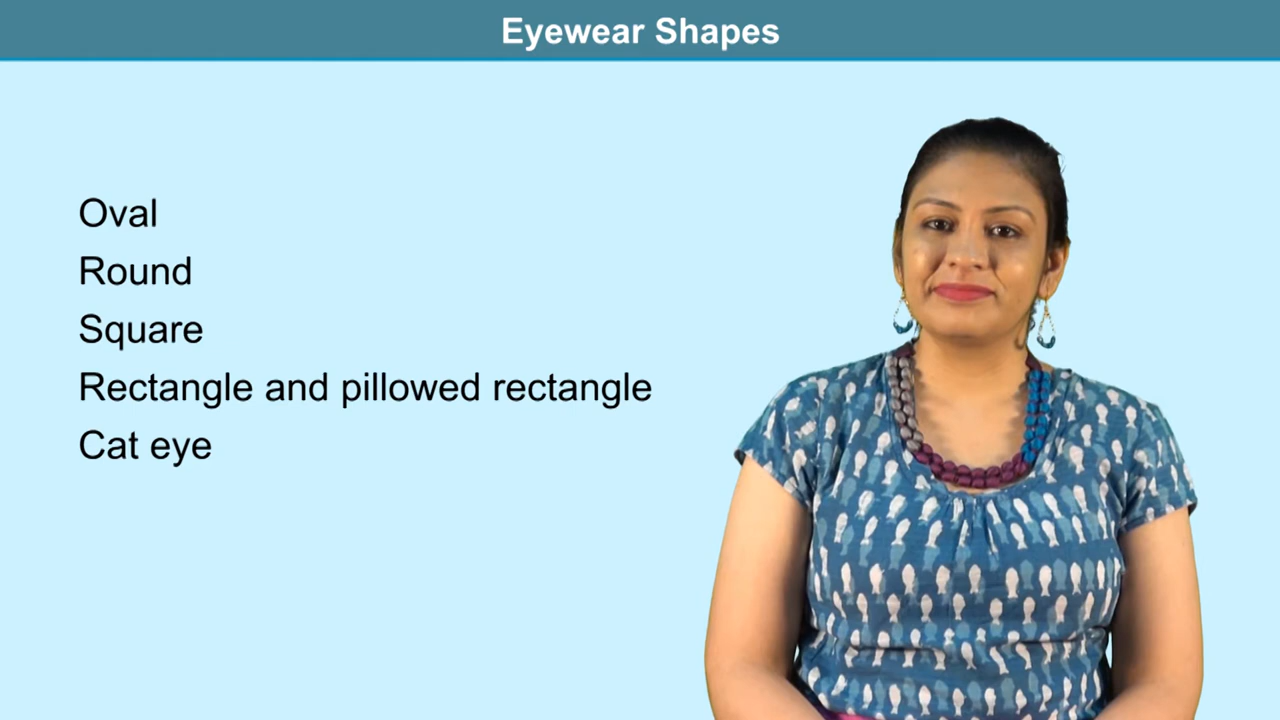 Eyewear Shapes
Oval
Round
Square
Rectangle and pillowed rectangle
Cat eye